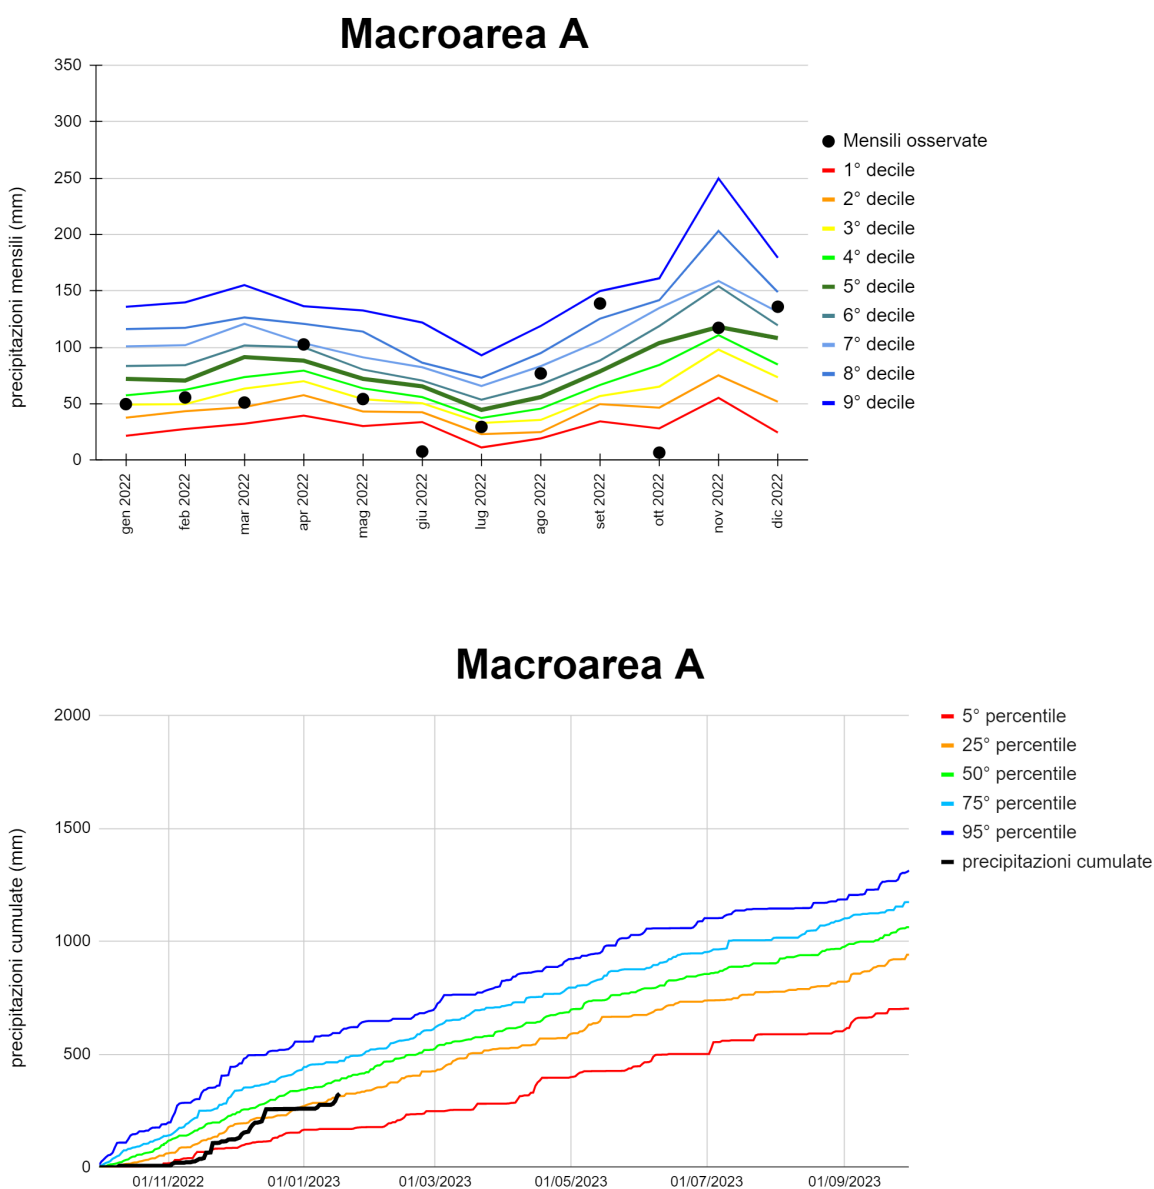 Macroarea A
350
300
250
200
150
100
50
0
precipitazioni mensili (mm)
gen 2022
feb 2022
mar 2022
apr 2022
mag 2022
giu 2022
lug 2022
ago 2022
set 2022
ott 2022
nov 2022
dic 2022
Mensili osservate
1° decile
2° decile
3° decile
4° decile
5° decile
6° decile
7° decile
8° decile
9° decile
Macroarea A
2000
1500
1000
500
0
precipitazioni cumulate (mm)
01/11/2022
01/01/2023
01/03/2023
01/05/2023
01/07/2023
01/09/2023
5° percentile
25° percentile
50° percentile
75° percentile
95° percentile
precipitazioni cumulate